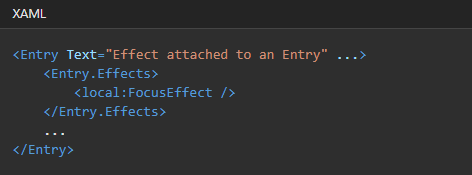 XAML
<Entry Text="Effect attached to an Entry" ...>
    <Entry.Effects>
        <local:FocusEffect />
    </Entry.Effects>
    ...
</Entry>